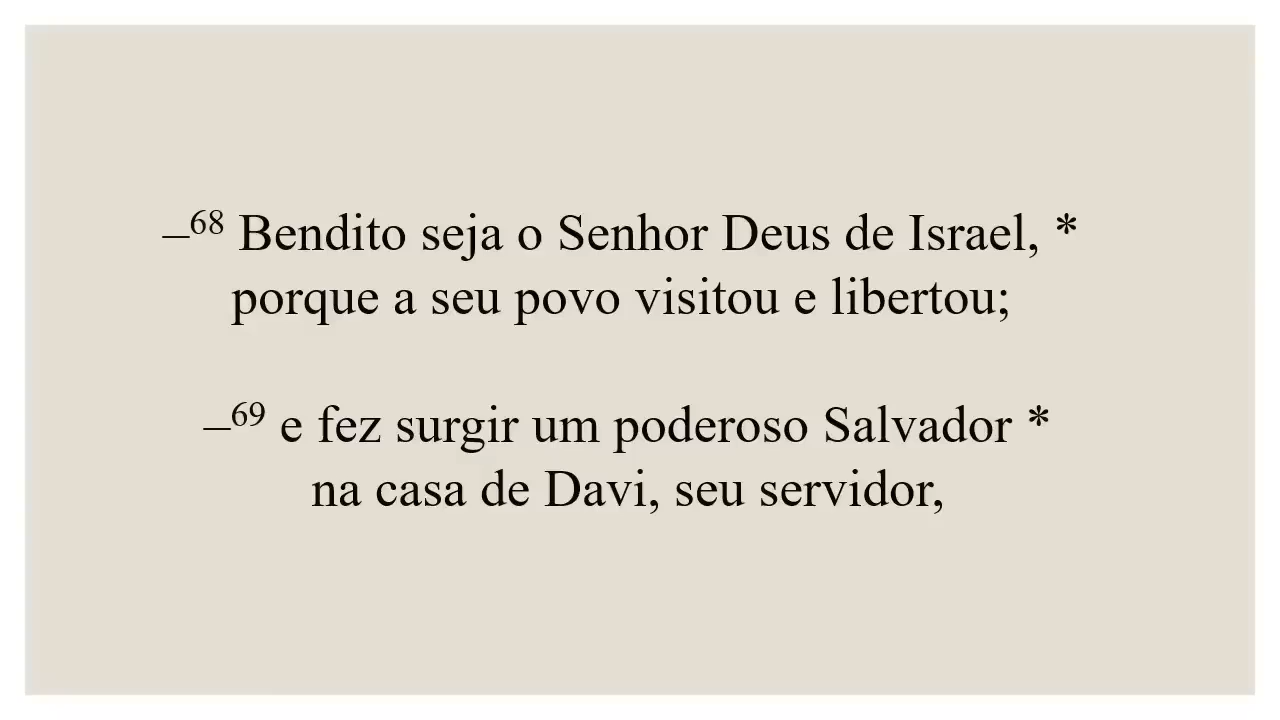 –⁶⁸ Bendito seja o Senhor Deus de Israel, *
porque a seu povo visitou e libertou;
–⁶⁹ e fez surgir um poderoso Salvador *
na casa de Davi, seu servidor,